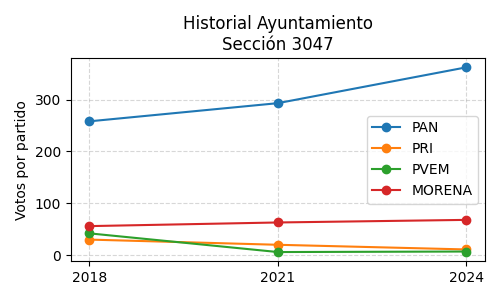 Historial Ayuntamiento
Sección 3047
Votos por partido
300
200
100
0
PAN
PRI
PVEM
MORENA
2018
2021
2024